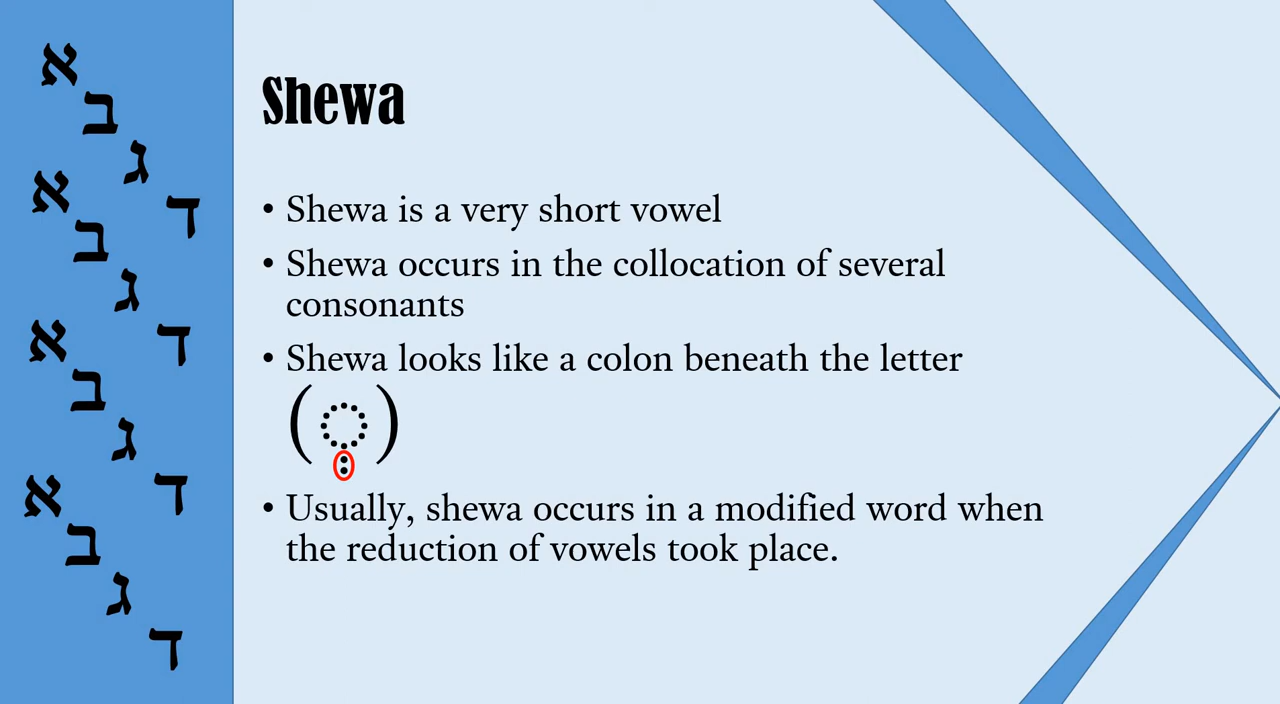 א
ב
ג
ד
א
ב
ג
ד
א
ב
ג
ד
א
ב
ג
ד
Shewa
• Shewa is a very short vowel
• Shewa occurs in the collocation of several
consonants
• Shewa looks like a colon beneath the letter
(◌ְ)
• Usually, shewa occurs in a modified word when
the reduction of vowels took place.